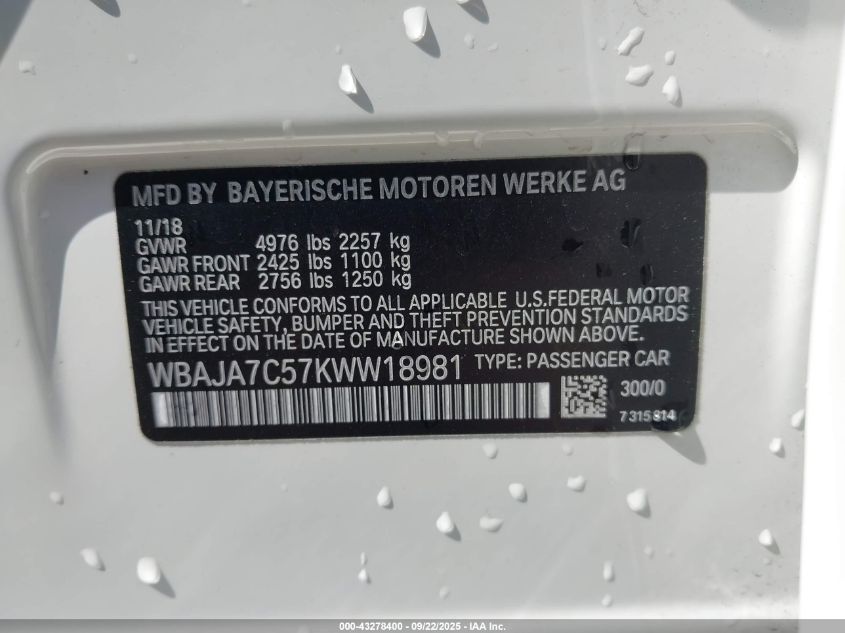 MFD BY BAYERISCHE MOTOREN WERKE AG
11/18
GVWR 4976 lbs 2257 kg
GAWR FRONT 2425 lbs 1100 kg
GAWR REAR 2756 lbs 1250 kg
THIS VEHICLE CONFORMS TO ALL APPLICABLE U.S.FEDERAL MOTOR
VEHICLE SAFETY, BUMPER AND THEFT PREVENTION STANDARDS
IN EFFECT ON THE DATE OF MANUFACTURE SHOWN ABOVE.
WBAJA7C57KWW18981 TYPE: PASSENGER CAR
300/0
7315814
000-43278400 - 09/22/2025 - IAA Inc.